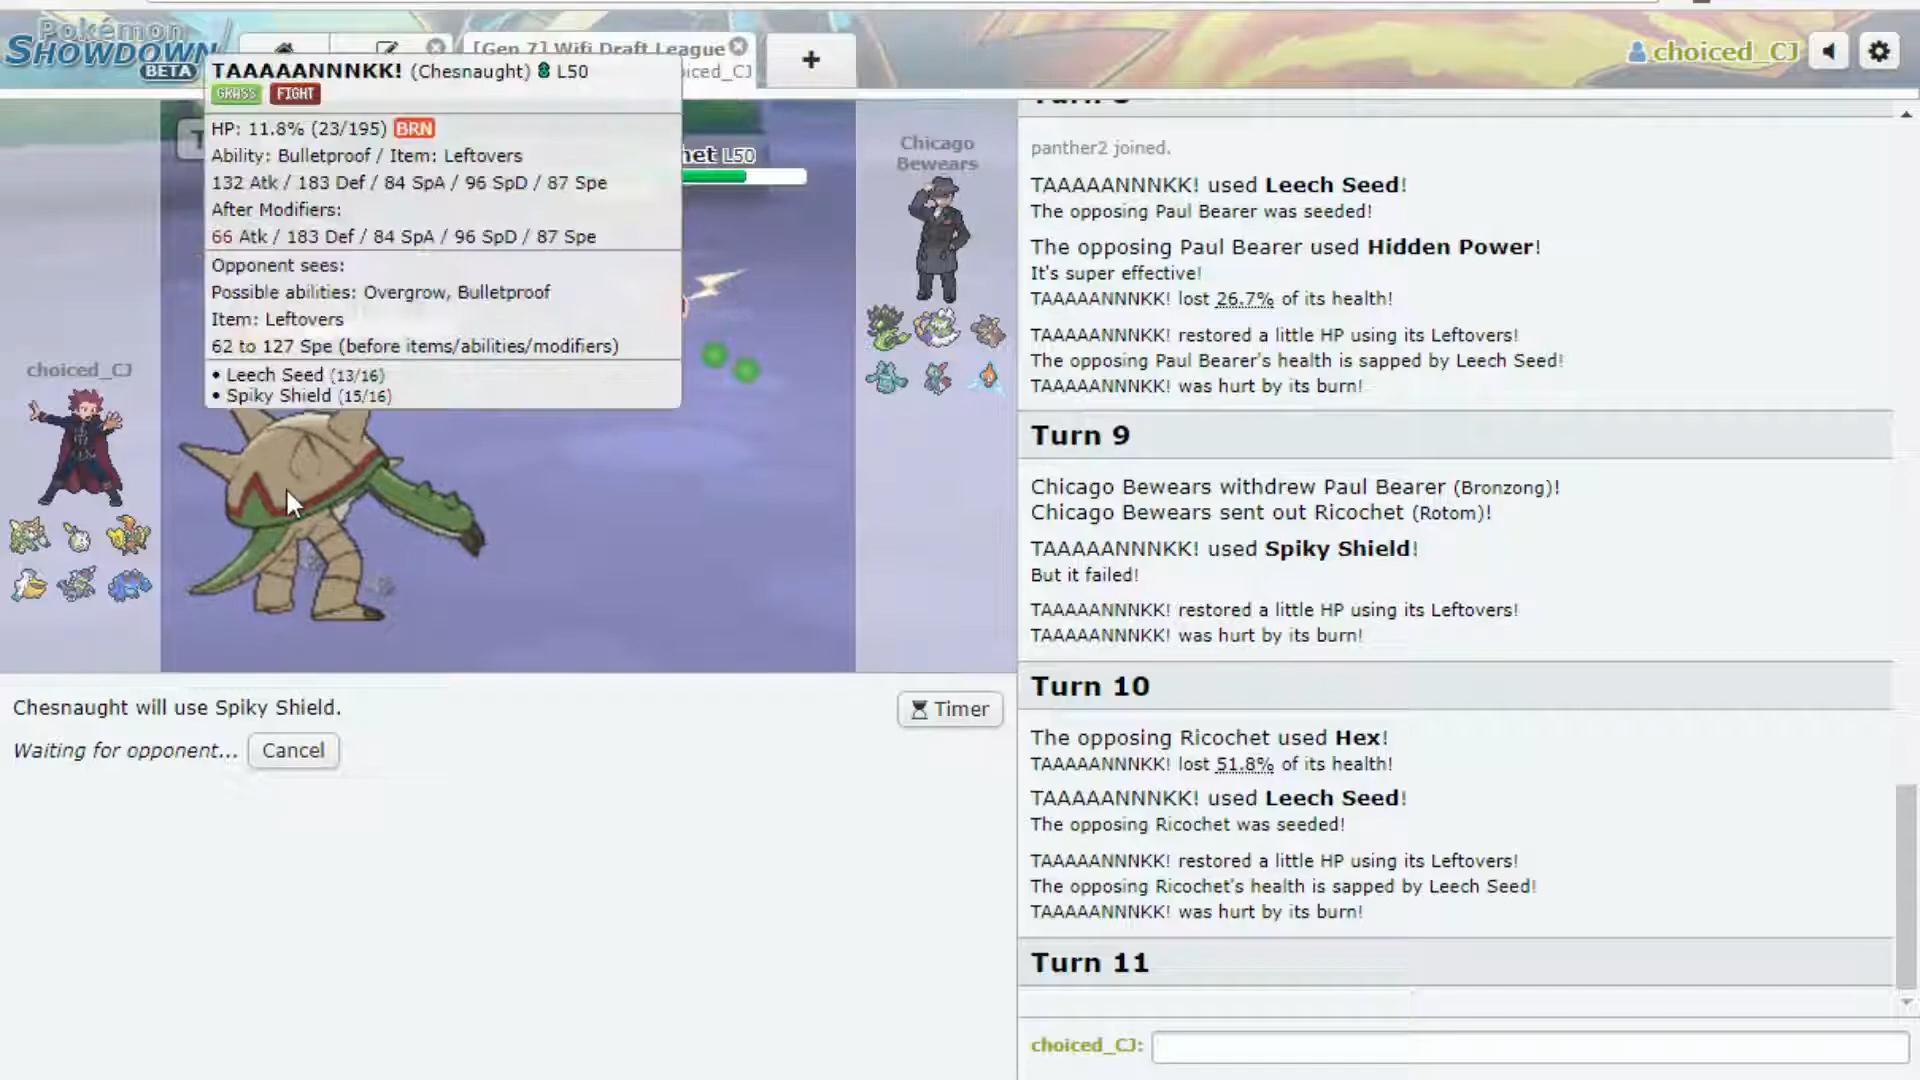 Pokémon
SHOWDOWN
BETA
[Gen 7] Wifi Draft League
iced_CJ
+
choiced_CJ
TAAAAANNNKK! (Chesnaught) L50
GRASS FIGHT
HP: 11.8% (23/195) BRN
Ability: Bulletproof / Item: Leftovers
132 Atk / 183 Def / 84 SpA / 96 SpD / 87 Spe
After Modifiers:
66 Atk / 183 Def / 84 SpA / 96 SpD / 87 Spe
Opponent sees:
Possible abilities: Overgrow, Bulletproof
Item: Leftovers
62 to 127 Spe (before items/abilities/modifiers)
• Leech Seed (13/16)
• Spiky Shield (15/16)
het L50
Chicago
Bewears
choiced_CJ
Chesnaught will use Spiky Shield.
Waiting for opponent... Cancel
Timer
panther2 joined.
TAAAAANNNKK! used Leech Seed!
The opposing Paul Bearer was seeded!
The opposing Paul Bearer used Hidden Power!
It's super effective!
TAAAAANNNKK! lost 26.7% of its health!
TAAAAANNNKK! restored a little HP using its Leftovers!
The opposing Paul Bearer's health is sapped by Leech Seed!
TAAAAANNNKK! was hurt by its burn!
Turn 9
Chicago Bewears withdrew Paul Bearer (Bronzong)!
Chicago Bewears sent out Ricochet (Rotom)!
TAAAAANNNKK! used Spiky Shield!
But it failed!
TAAAAANNNKK! restored a little HP using its Leftovers!
TAAAAANNNKK! was hurt by its burn!
Turn 10
The opposing Ricochet used Hex!
TAAAAANNNKK! lost 51.8% of its health!
TAAAAANNNKK! used Leech Seed!
The opposing Ricochet was seeded!
TAAAAANNNKK! restored a little HP using its Leftovers!
The opposing Ricochet's health is sapped by Leech Seed!
TAAAAANNNKK! was hurt by its burn!
Turn 11
choiced_CJ: